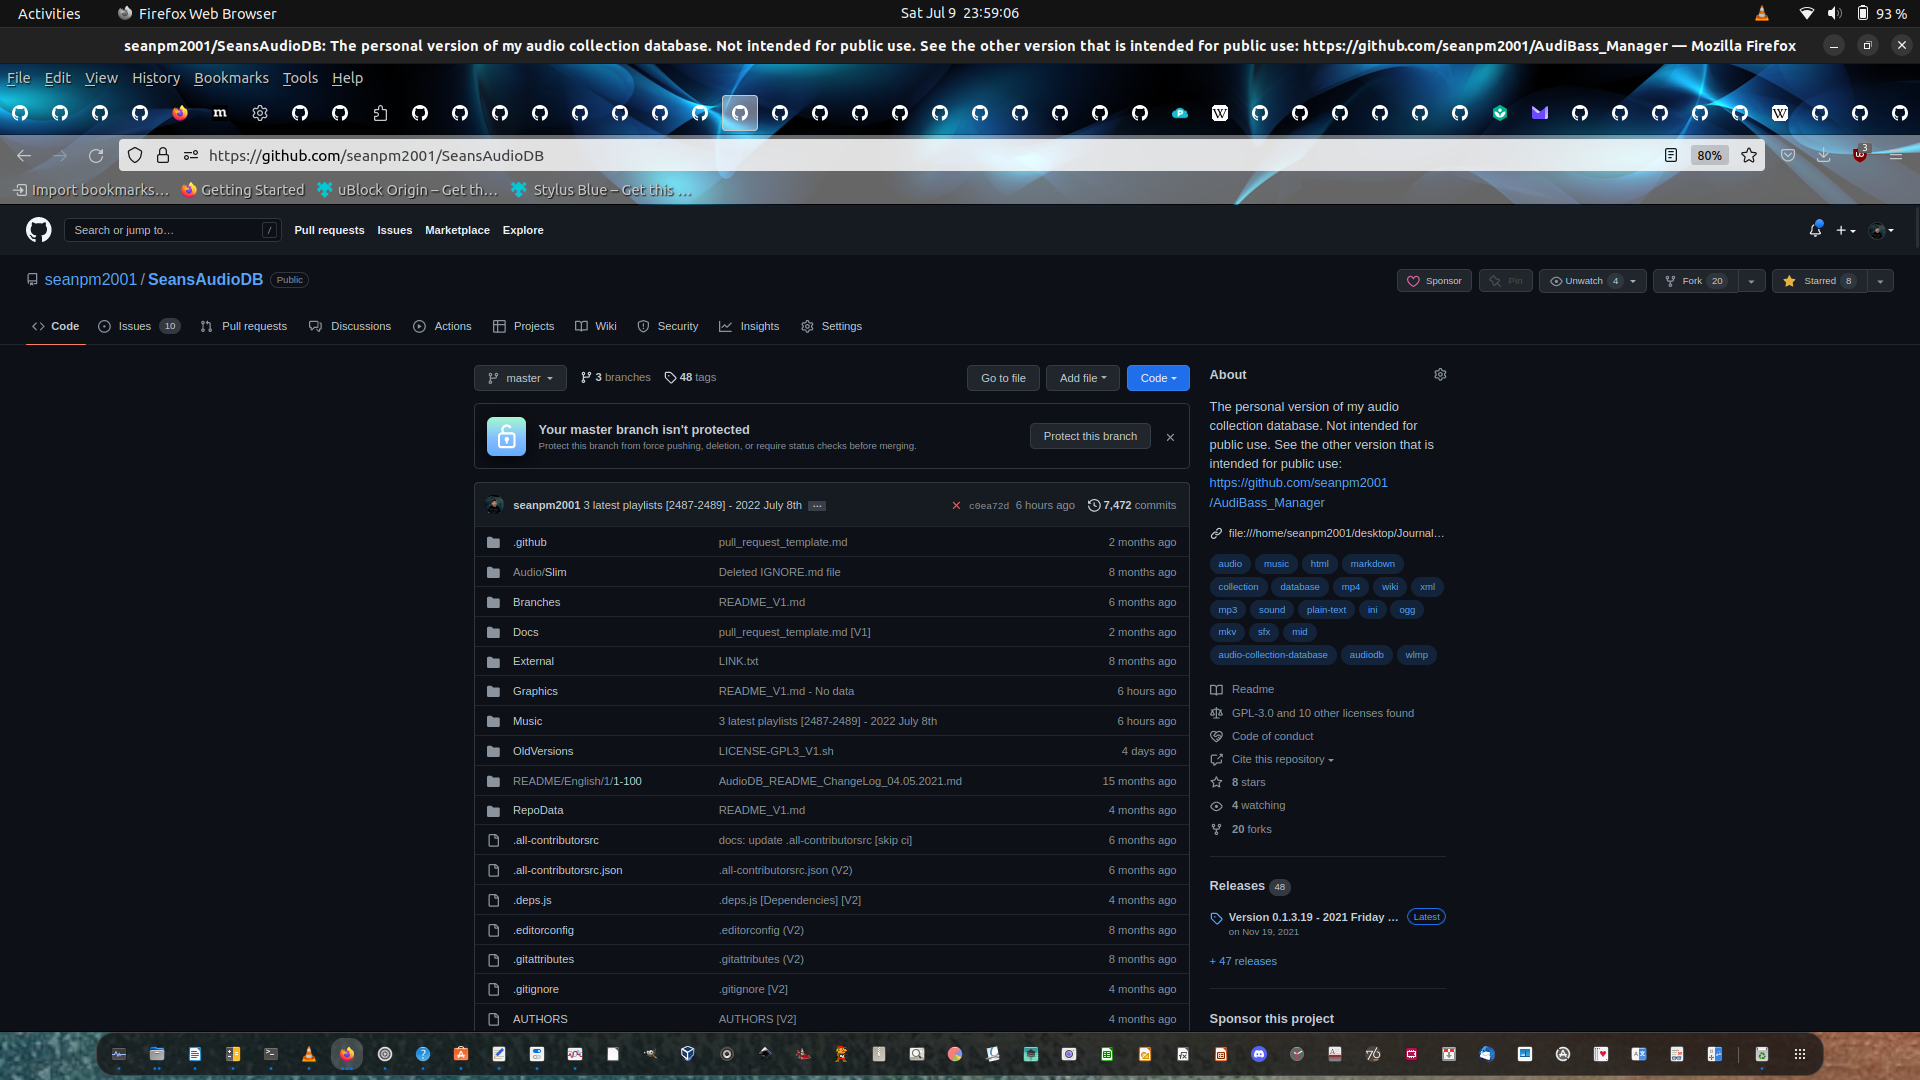 Activities
Firefox Web Browser
Sat Jul 9 23:59:06
93 %
seanpm2001/SeansAudioDB: The personal version of my audio collection database. Not intended for public use. See the other version that is intended for public use: https://github.com/seanpm2001/AudiBass_Manager — Mozilla Firefox
File Edit View History Bookmarks Tools Help
https://github.com/seanpm2001/SeansAudioDB
80%
3
Import bookmarks…
Getting Started
uBlock Origin – Get th…
Stylus Blue – Get this …
Search or jump to…
/
Pull requests
Issues
Marketplace
Explore
seanpm2001 / SeansAudioDB
Public
Sponsor
Pin
Unwatch 4
Fork 20
Starred 8
Code
Issues 10
Pull requests
Discussions
Actions
Projects
Wiki
Security
Insights
Settings
master
3 branches
48 tags
Go to file
Add file
Code
Your master branch isn't protected
Protect this branch from force pushing, deletion, or require status checks before merging.
Protect this branch
seanpm2001 3 latest playlists [2487-2489] - 2022 July 8th …
c0ea72d 6 hours ago
7,472 commits
.github pull_request_template.md 2 months ago
Audio/Slim Deleted IGNORE.md file 8 months ago
Branches README_V1.md 6 months ago
Docs pull_request_template.md [V1] 2 months ago
External LINK.txt 8 months ago
Graphics README_V1.md - No data 6 hours ago
Music 3 latest playlists [2487-2489] - 2022 July 8th 6 hours ago
OldVersions LICENSE-GPL3_V1.sh 4 days ago
README/English/1/1-100 AudioDB_README_ChangeLog_04.05.2021.md 15 months ago
RepoData README_V1.md 4 months ago
.all-contributorsrc docs: update .all-contributorsrc [skip ci] 6 months ago
.all-contributorsrc.json .all-contributorsrc.json (V2) 6 months ago
.deps.js .deps.js [Dependencies] [V2] 4 months ago
.editorconfig .editorconfig (V2) 8 months ago
.gitattributes .gitattributes (V2) 8 months ago
.gitignore .gitignore [V2] 4 months ago
AUTHORS AUTHORS [V2] 4 months ago
About
The personal version of my audio
collection database. Not intended for
public use. See the other version that is
intended for public use:
https://github.com/seanpm2001
/AudiBass_Manager
file:///home/seanpm2001/desktop/Journal…
audio music html markdown
collection database mp4 wiki xml
mp3 sound plain-text ini ogg
mkv sfx mid
audio-collection-database audiodb wlmp
Readme
GPL-3.0 and 10 other licenses found
Code of conduct
Cite this repository
8 stars
4 watching
20 forks
Releases 48
Version 0.1.3.19 - 2021 Friday …
Latest
on Nov 19, 2021
+ 47 releases
Sponsor this project